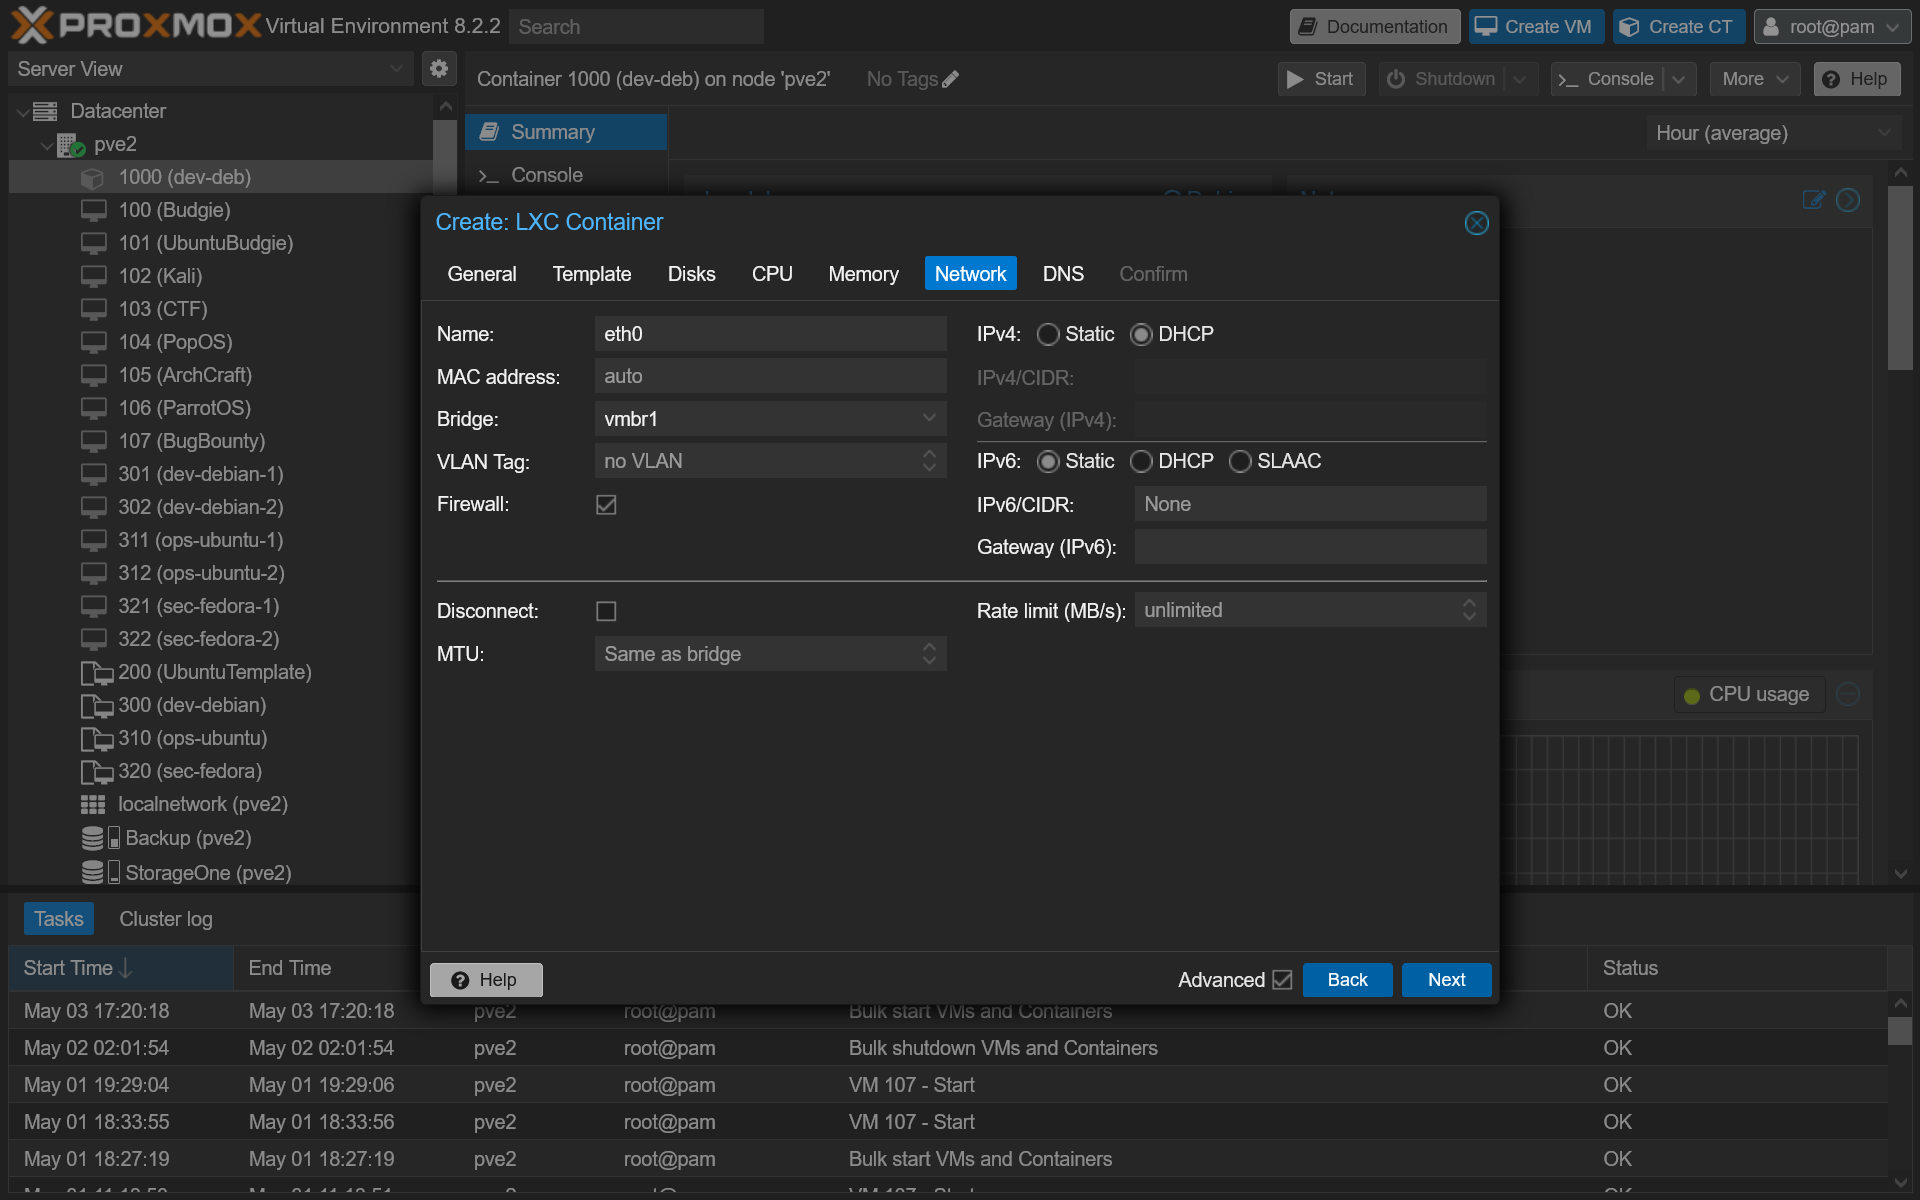 PROXMOX Virtual Environment 8.2.2 Search Documentation Create VM Create CT root@pam
Server View
Container 1000 (dev-deb) on node 'pve2' No Tags Start Shutdown Console More Help
Datacenter
pve2
1000 (dev-deb)
100 (Budgie)
101 (UbuntuBudgie)
102 (Kali)
103 (CTF)
104 (PopOS)
105 (ArchCraft)
106 (ParrotOS)
107 (BugBounty)
301 (dev-debian-1)
302 (dev-debian-2)
311 (ops-ubuntu-1)
312 (ops-ubuntu-2)
321 (sec-fedora-1)
322 (sec-fedora-2)
200 (UbuntuTemplate)
300 (dev-debian)
310 (ops-ubuntu)
320 (sec-fedora)
localnetwork (pve2)
Backup (pve2)
StorageOne (pve2)
Summary
Console
Hour (average)
CPU usage
Create: LXC Container
General Template Disks CPU Memory Network DNS Confirm
Name: eth0
MAC address: auto
Bridge: vmbr1
VLAN Tag: no VLAN
Firewall:
IPv4: Static DHCP
IPv4/CIDR:
Gateway (IPv4):
IPv6: Static DHCP SLAAC
IPv6/CIDR: None
Gateway (IPv6):
Disconnect:
MTU: Same as bridge
Rate limit (MB/s): unlimited
Help Advanced Back Next
Tasks Cluster log
Start Time End Time Status
May 03 17:20:18 May 03 17:20:18 pve2 root@pam Bulk start VMs and Containers OK
May 02 02:01:54 May 02 02:01:54 pve2 root@pam Bulk shutdown VMs and Containers OK
May 01 19:29:04 May 01 19:29:06 pve2 root@pam VM 107 - Start OK
May 01 18:33:55 May 01 18:33:56 pve2 root@pam VM 107 - Start OK
May 01 18:27:19 May 01 18:27:19 pve2 root@pam Bulk start VMs and Containers OK